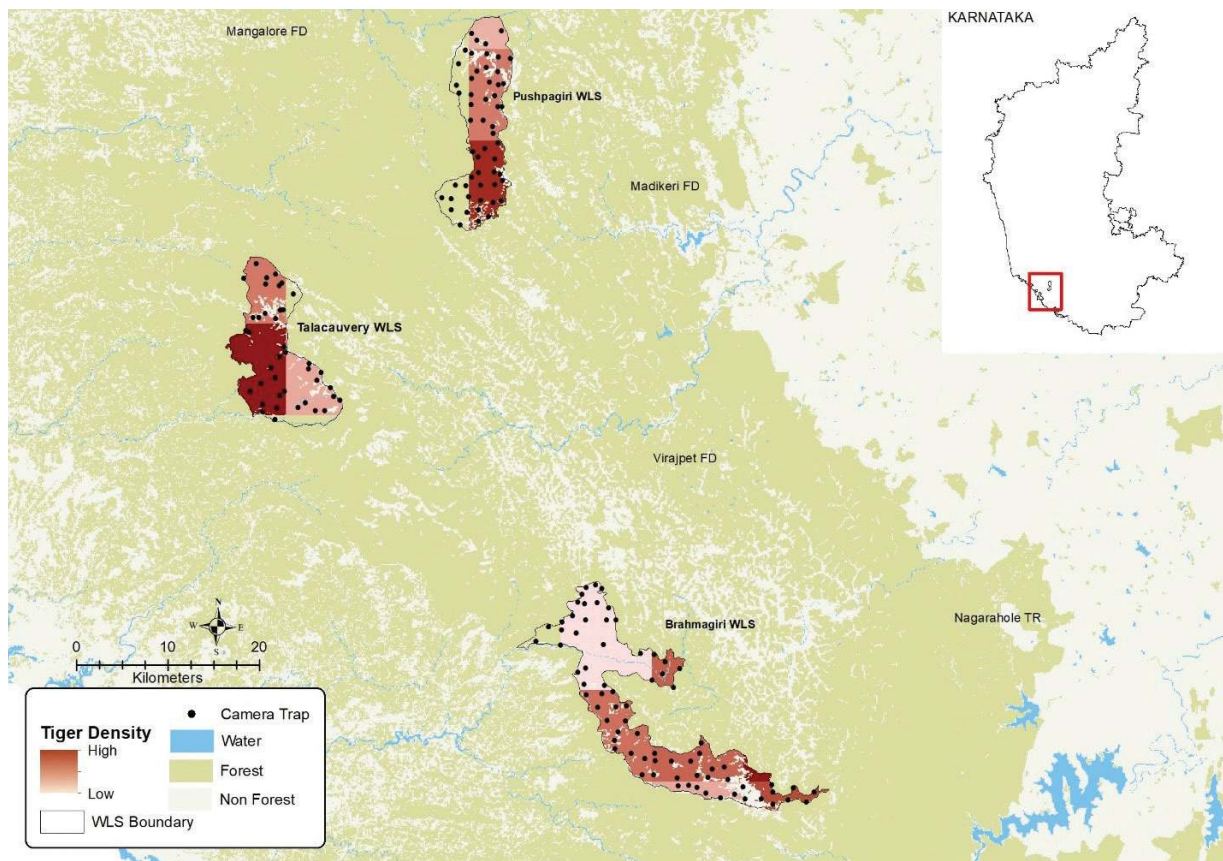 KARNATAKA
Mangalore FD
Pushpagiri WLS
Madikeri FD
Talacauvery WLS
Virajpet FD
Brahmagiri WLS
Nagarahole TR
N
W E
S
0 10 20
Kilometers
Tiger Density
High
Low
WLS Boundary
Camera Trap
Water
Forest
Non Forest